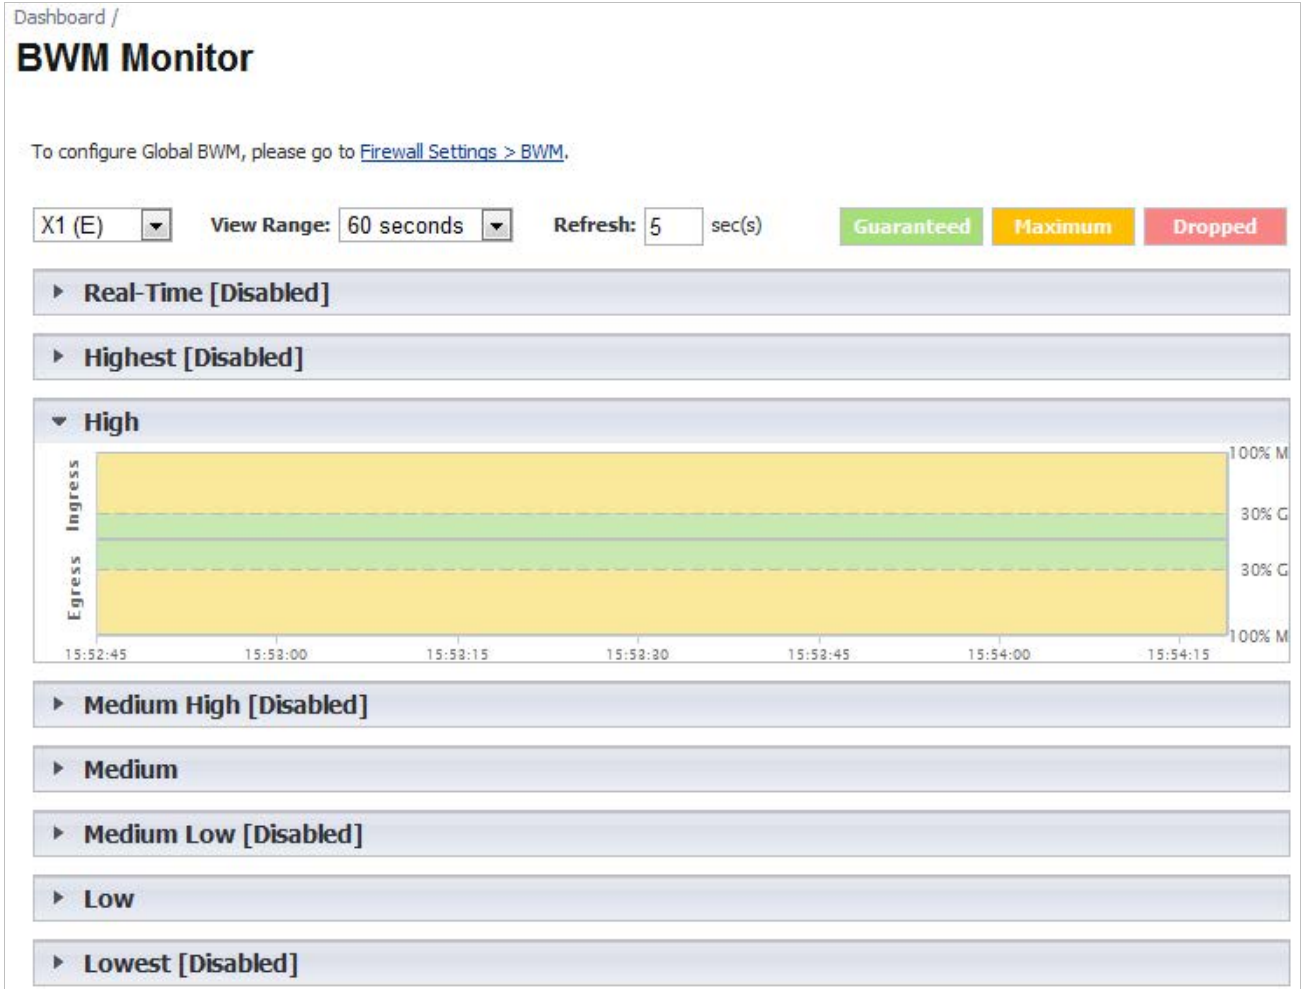 Dashboard /
BWM Monitor
To configure Global BWM, please go to Firewall Settings > BWM.
X1 (E) View Range: 60 seconds Refresh: 5 sec(s) Guaranteed Maximum Dropped
Real-Time [Disabled]
Highest [Disabled]
High
Ingress
Egress
100% M
30% G
30% G
100% M
15:52:45 15:53:00 15:53:15 15:53:30 15:53:45 15:54:00 15:54:15
Medium High [Disabled]
Medium
Medium Low [Disabled]
Low
Lowest [Disabled]